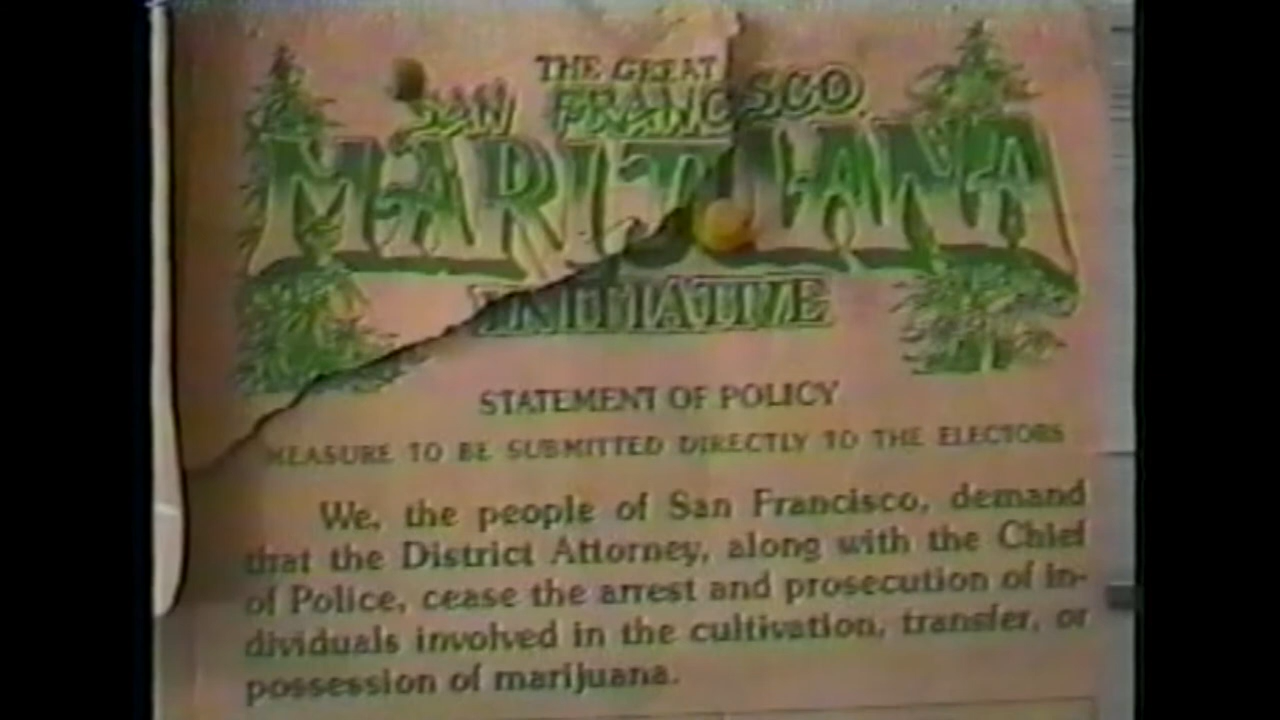 THE GREAT
SAN FRANCISCO
MARIJUANA
INITIATIVE
STATEMENT OF POLICY
MEASURE TO BE SUBMITTED DIRECTLY TO THE ELECTORS
We, the people of San Francisco, demand
that the District Attorney, along with the Chief
of Police, cease the arrest and prosecution of in-
dividuals involved in the cultivation, transfer, or
possession of marijuana.